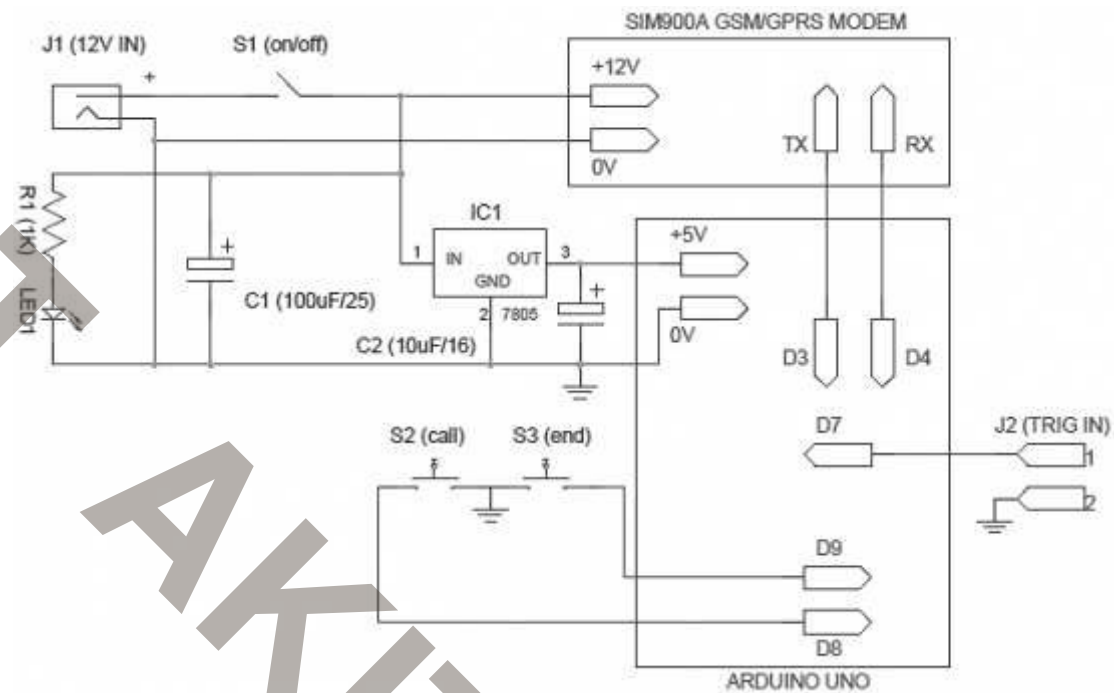 SIM900A GSM/GPRS MODEM
J1 (12V IN)
S1 (on/off)
+
+12V
0V
TX
RX
R1 (1K)
LED1
+
C1 (100uF/25)
IC1
1
IN
OUT
3
GND
2
7805
+
C2 (10uF/16)
+5V
0V
D3
D4
S2 (call)
S3 (end)
D7
J2 (TRIG IN)
1
2
D9
D8
ARDUINO UNO